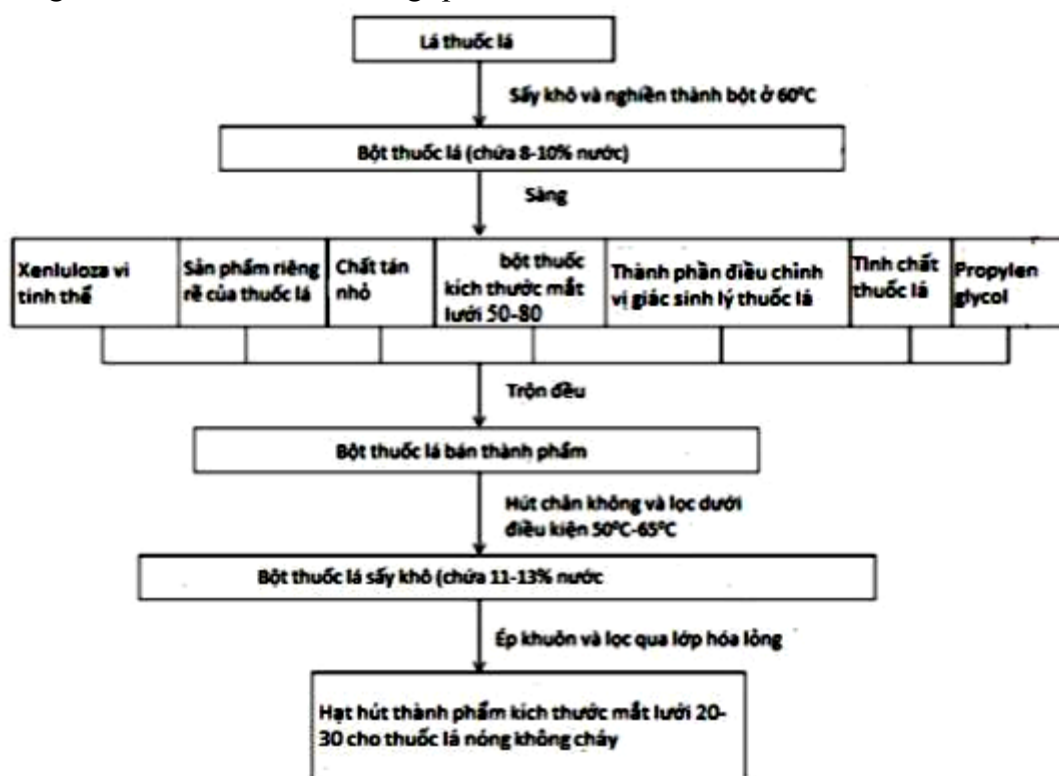 Lá thuốc lá
Sấy khô và nghiền thành bột ở 60°C
Bột thuốc lá (chứa 8-10% nước)
Sàng
Xenluloza vi
tinh thể
Sản phẩm riêng
rẽ của thuốc lá
Chất tán
nhỏ
bột thuốc
kích thước mắt
lưới 50-80
Thành phần điều chỉnh
vị giác sinh lý thuốc lá
Tinh chất
thuốc lá
Propylen
glycol
Trộn đều
Bột thuốc lá bán thành phẩm
Hút chân không và lọc dưới
điều kiện 50°C-65°C
Bột thuốc lá sấy khô (chứa 11-13% nước
Ép khuôn và lọc qua lớp hóa lỏng
Hạt hút thành phẩm kích thước mắt lưới 20-
30 cho thuốc lá nóng không cháy